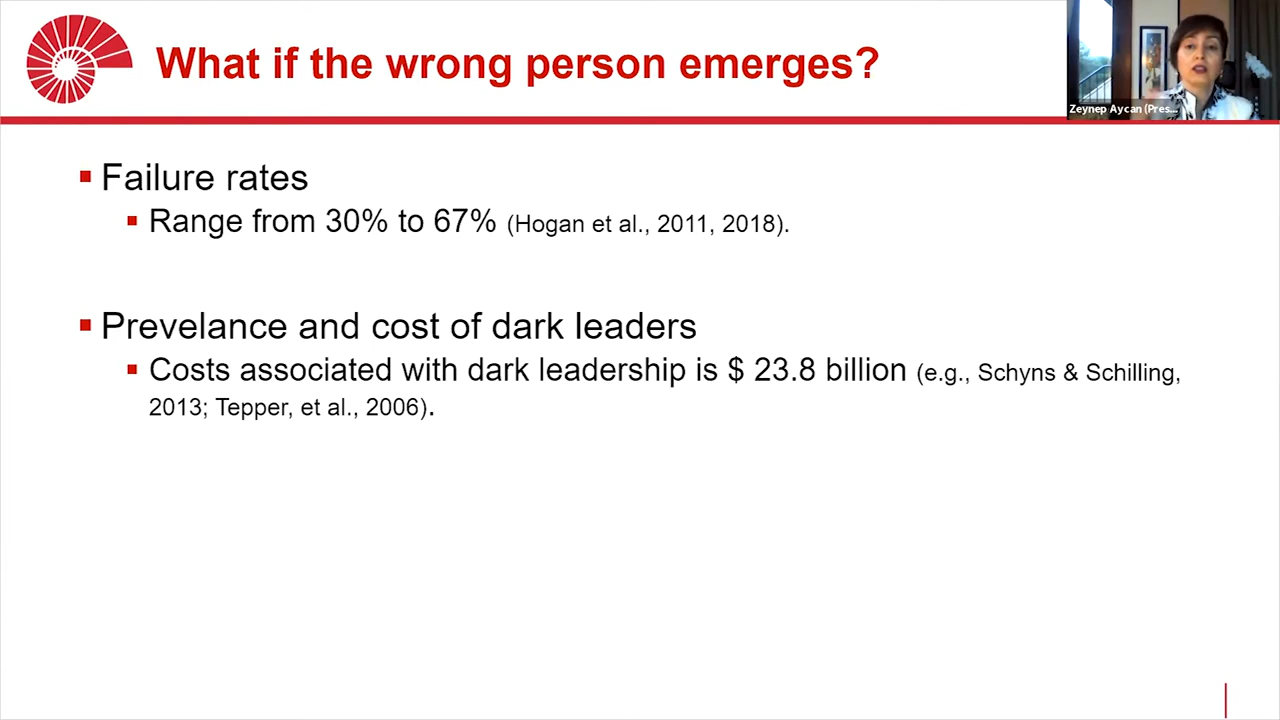 What if the wrong person emerges?
Zeynep Aycan (Pres...
Failure rates
Range from 30% to 67% (Hogan et al., 2011, 2018).
Prevelance and cost of dark leaders
Costs associated with dark leadership is $ 23.8 billion (e.g., Schyns & Schilling,
2013; Tepper, et al., 2006).